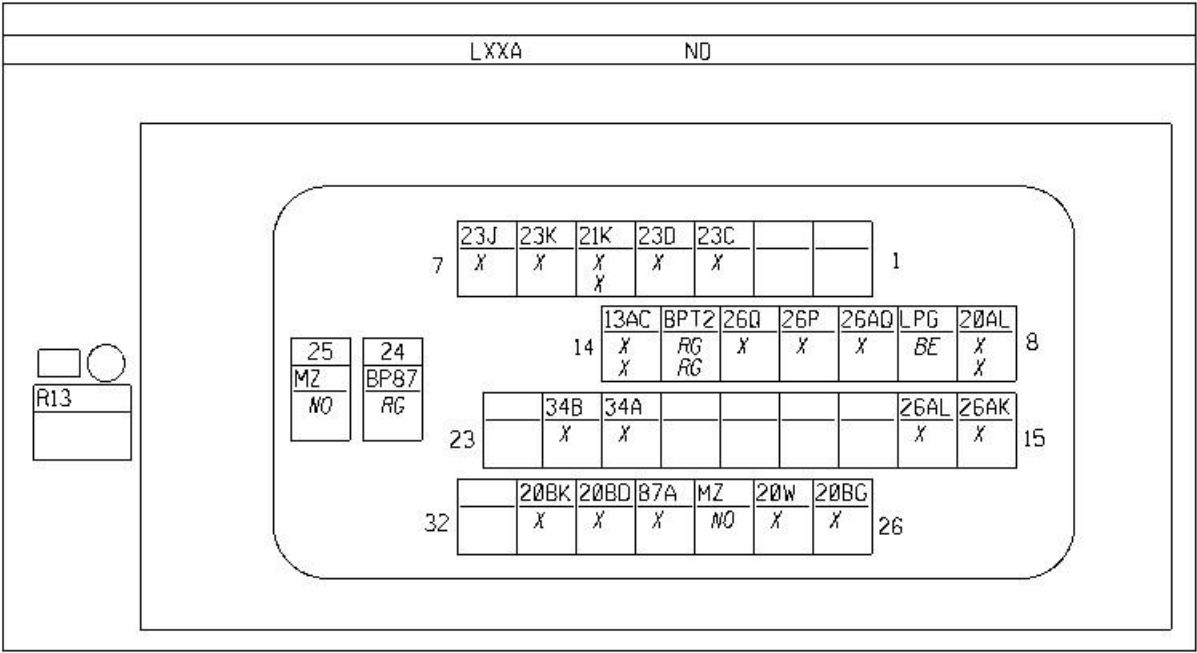 LXXA ND
23J 23K 21K 23D 23C
7 X X X X X 1
X
13AC BPT2 26Q 26P 26AQ LPG 20AL
14 X RG X X X BE X 8
X RG X
25 24
MZ BP87
NO RG
R13
34B 34A 26AL 26AK
23 X X X X 15
20BK 20BD 87A MZ 20W 20BG
32 X X X NO X X 26